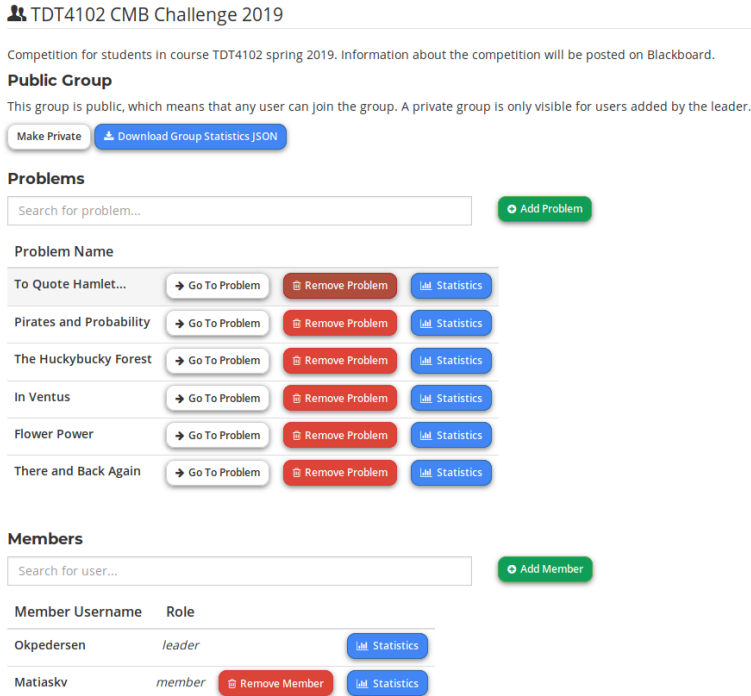 TDT4102 CMB Challenge 2019
Competition for students in course TDT4102 spring 2019. Information about the competition will be posted on Blackboard.
Public Group
This group is public, which means that any user can join the group. A private group is only visible for users added by the leader.
Make Private Download Group Statistics JSON
Problems
Search for problem... Add Problem
Problem Name
To Quote Hamlet... Go To Problem Remove Problem Statistics
Pirates and Probability Go To Problem Remove Problem Statistics
The Huckybucky Forest Go To Problem Remove Problem Statistics
In Ventus Go To Problem Remove Problem Statistics
Flower Power Go To Problem Remove Problem Statistics
There and Back Again Go To Problem Remove Problem Statistics
Members
Search for user... Add Member
Member Username Role
Okpedersen leader Statistics
Matiaskv member Remove Member Statistics